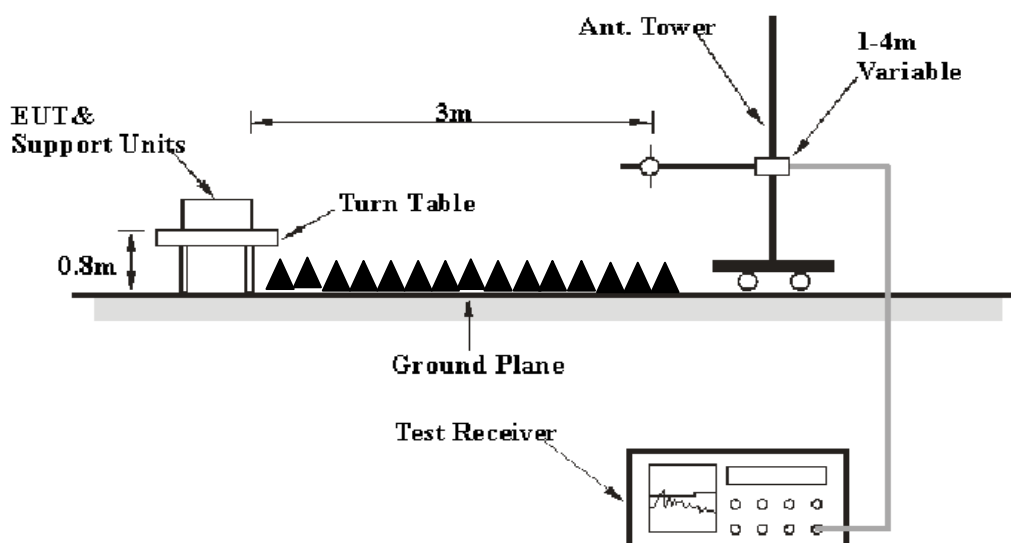 Ant. Tower
1-4m
Variable
3m
EUT&
Support Units
Turn Table
0.8m
Ground Plane
Test Receiver